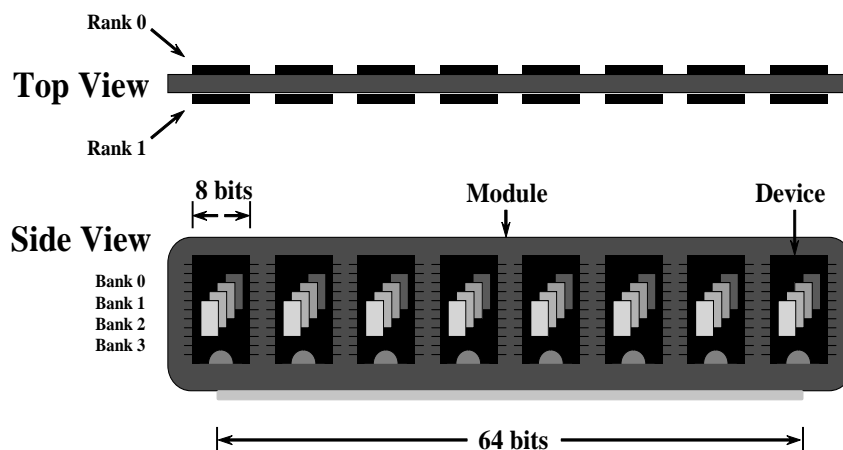 Rank 0
Top View
Rank 1
8 bits
Module
Device
Side View
Bank 0
Bank 1
Bank 2
Bank 3
64 bits